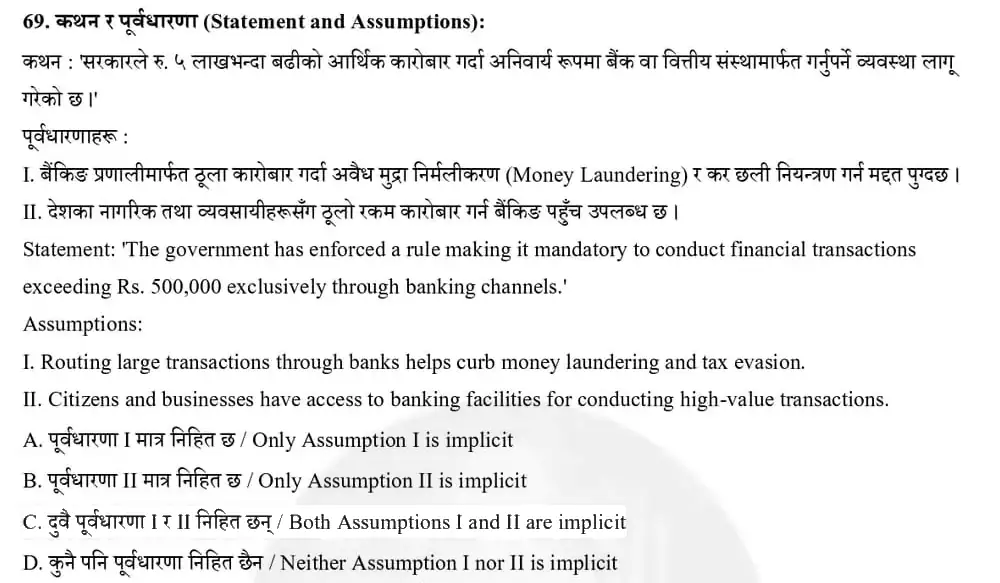 69. कथन र पूर्वधारणा (Statement and Assumptions):
कथन : 'सरकारले रु. ५ लाखभन्दा बढीको आर्थिक कारोबार गर्दा अनिवार्य रूपमा बैंक वा वित्तीय संस्थामार्फत गर्नुपर्ने व्यवस्था लागू
गरेको छ ।'
पूर्वधारणाहरू :
I. बैंकिङ प्रणालीमार्फत ठूला कारोबार गर्दा अवैध मुद्रा निर्मलीकरण (Money Laundering) र कर छली नियन्त्रण गर्न मद्दत पुग्दछ ।
II. देशका नागरिक तथा व्यवसायीहरूसँग ठूलो रकम कारोबार गर्न बैंकिङ पहुँच उपलब्ध छ ।
Statement: 'The government has enforced a rule making it mandatory to conduct financial transactions
exceeding Rs. 500,000 exclusively through banking channels.'
Assumptions:
I. Routing large transactions through banks helps curb money laundering and tax evasion.
II. Citizens and businesses have access to banking facilities for conducting high-value transactions.
A. पूर्वधारणा I मात्र निहित छ / Only Assumption I is implicit
B. पूर्वधारणा II मात्र निहित छ / Only Assumption II is implicit
C. दुवै पूर्वधारणा I र II निहित छन् / Both Assumptions I and II are implicit
D. कुनै पनि पूर्वधारणा निहित छैन / Neither Assumption I nor II is implicit